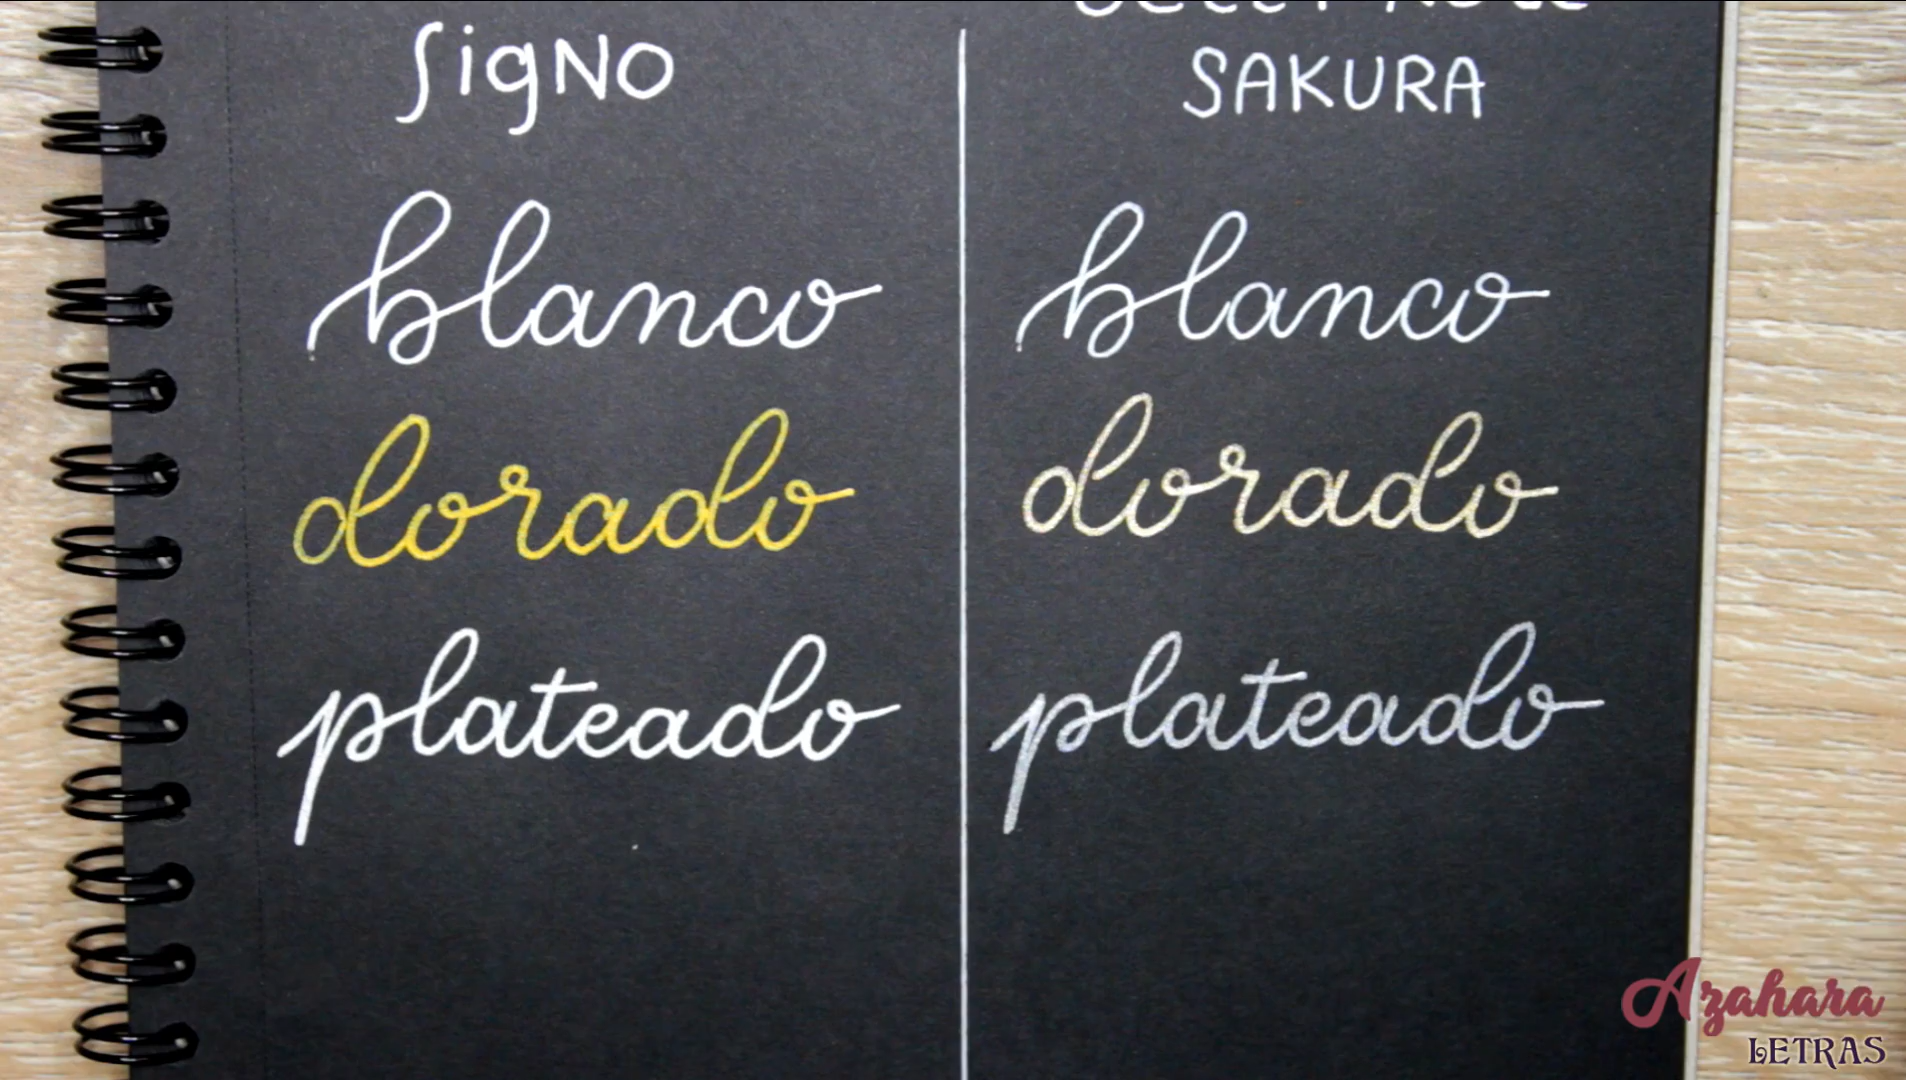 SigNO
SAKURA
blanco
blanco
dorado
dorado
plateado
plateado
Azahara
LETRAS